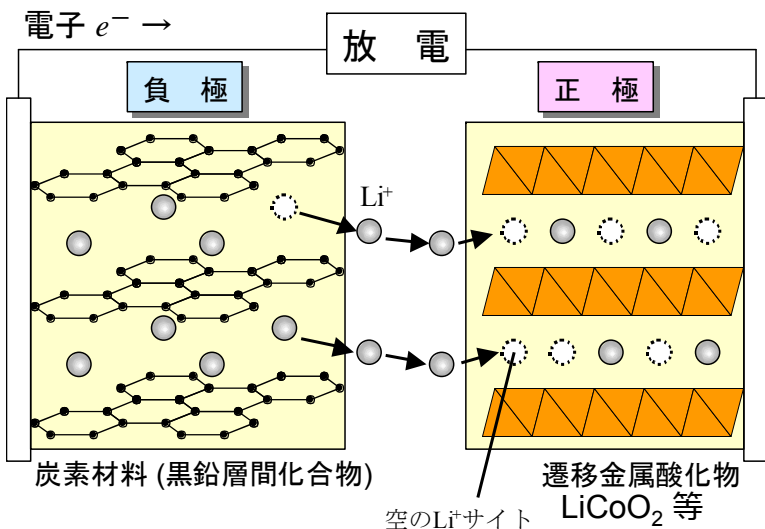 電子 e⁻ →
放 電
負 極
正 極
Li⁺
炭素材料 (黒鉛層間化合物)
遷移金属酸化物
LiCoO₂ 等
空のLi⁺サイト